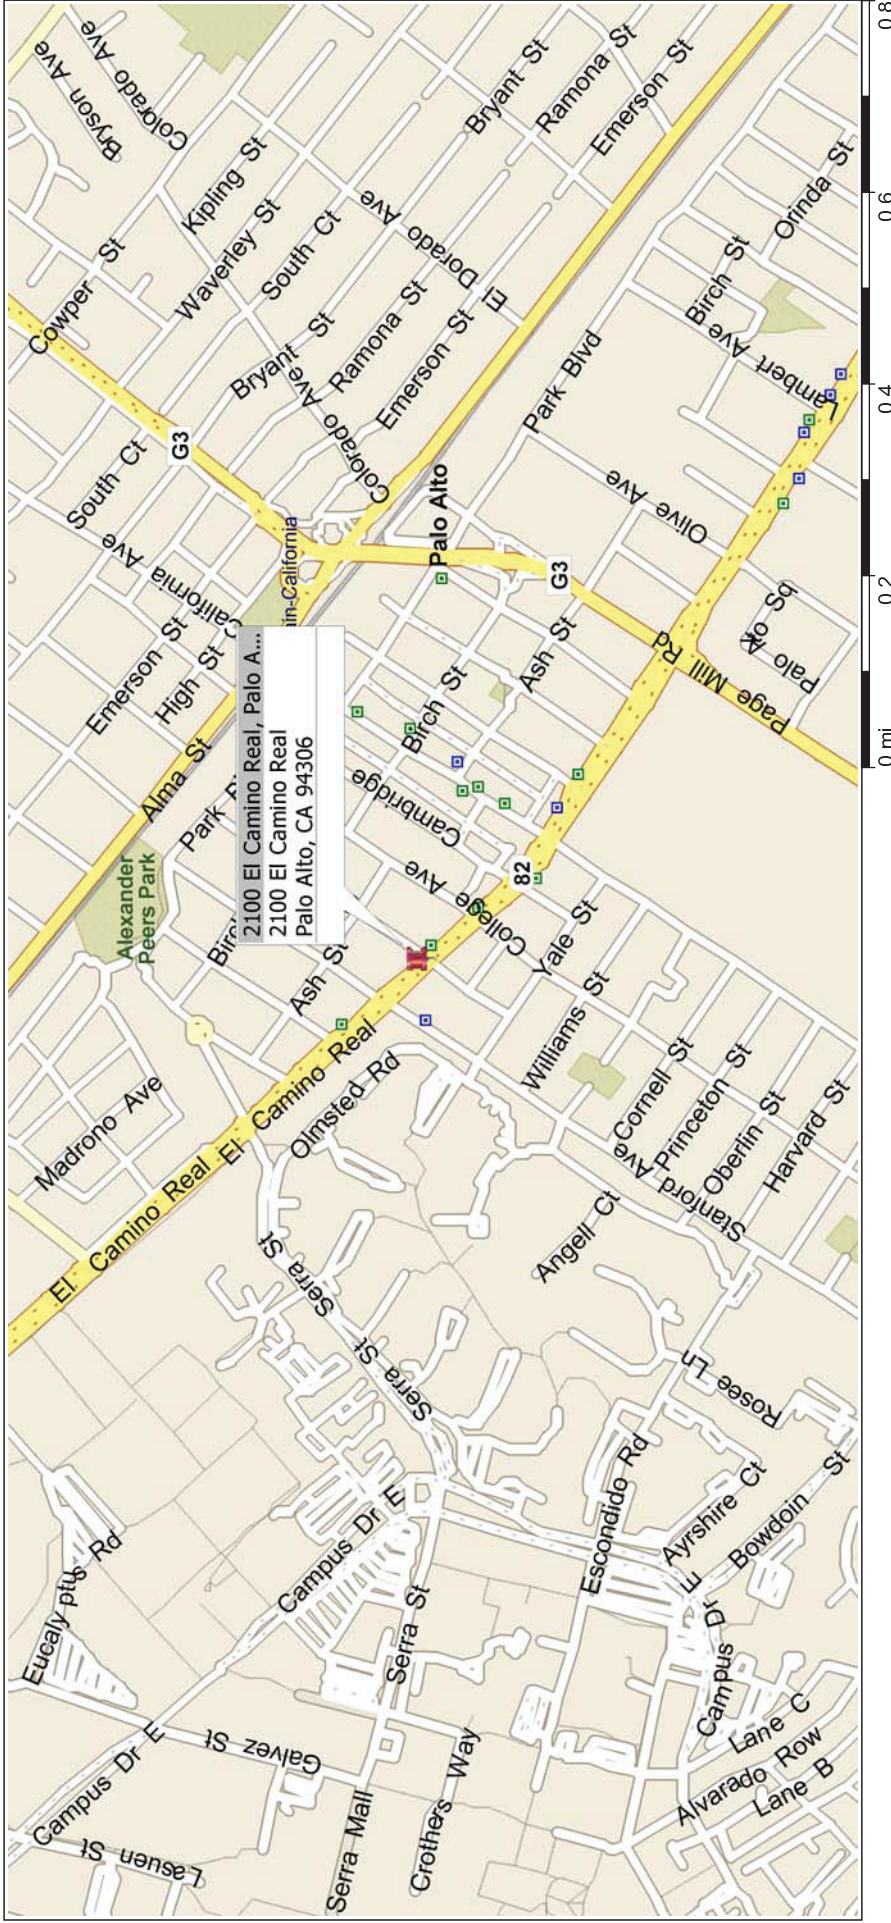 Lasuen St
Campus Dr E
Eucalyptus Rd
Galvez St
Serra Mall
Crothers Way
Serra St
Campus Dr E
Serra St
Serra St
El Camino Real
El Camino Real
Madrono Ave
Alexander
Peers Park
Alma St
Emerson St
High St
California Ave
South Ct
G3
Cowper St
Bryson Ave
Colorado Ave
Kipling St
Waverley St
South Ct
Bryant St
Ramona St
Emerson St
Colorado Ave
El Dorado Ave
Bryant St
Ramona St
Emerson St
Park
Birc
Ash St
2100 El Camino Real, Palo A...
2100 El Camino Real
Palo Alto, CA 94306
in-California
Palo Alto
Olmsted Rd
College Ave
Cambridge
Birch St
Ash St
82
G3
Park Blvd
Olive Ave
Lambert Ave
Birch St
Orinda St
Page Mill Rd
Palo Alto Sq
Yale St
Williams St
Cornell St
Princeton St
Oberlin St
Harvard St
Stanford Ave
Angell Ct
Rosee Ln
Escondido Rd
Ayrshire Ct
Bowdoin St
Campus Dr E
Lane C
Alvarado Row
Lane B
0 mi 0.2 0.4 0.6 0.8